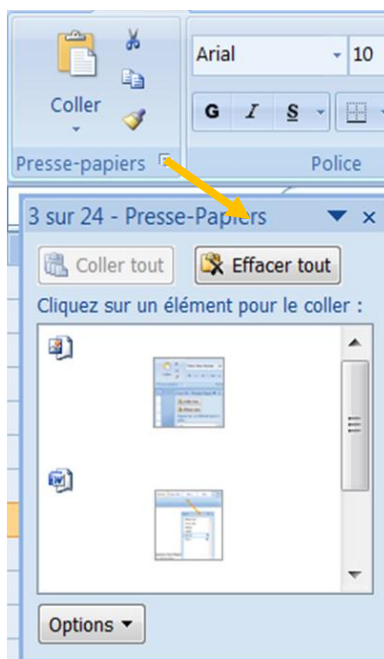 Arial 10
Coller
G I S
Presse-papiers Police
3 sur 24 - Presse-Papiers
Coller tout Effacer tout
Cliquez sur un élément pour le coller :
Options